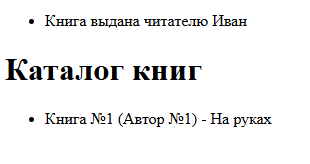 Книга выдана читателю Иван
Каталог книг
Книга №1 (Автор №1) - На руках